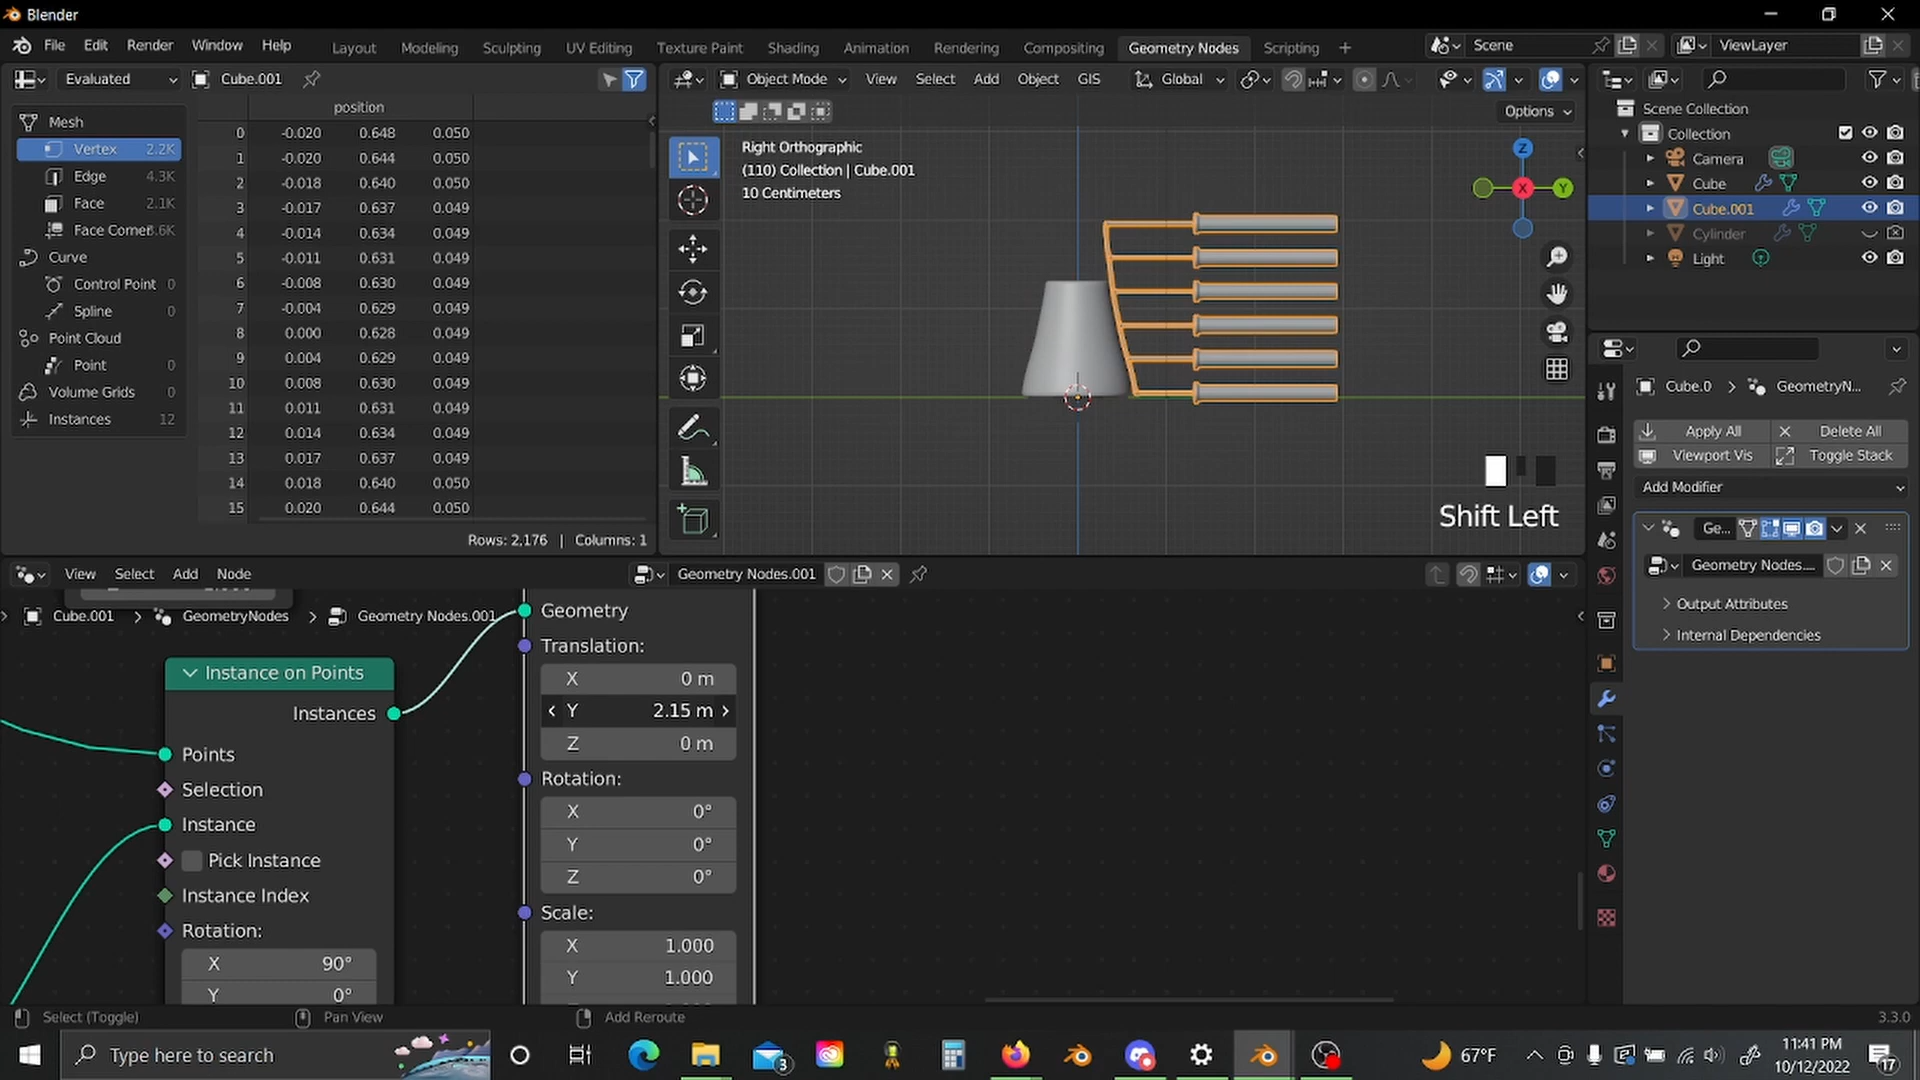 Blender
File Edit Render Window Help
Layout Modeling Sculpting UV Editing Texture Paint Shading Animation Rendering Compositing Geometry Nodes Scripting +
Scene
ViewLayer
Evaluated Cube.001
Object Mode View Select Add Object GIS Global
Options
position
Mesh
Vertex 2.2K
Edge 4.3K
Face 2.1K
Face Corner 8.6K
Curve
Control Point 0
Spline 0
Point Cloud
Point 0
Volume Grids 0
Instances 12
0 -0.020 0.648 0.050
1 -0.020 0.644 0.050
2 -0.018 0.640 0.050
3 -0.017 0.637 0.049
4 -0.014 0.634 0.049
5 -0.011 0.631 0.049
6 -0.008 0.630 0.049
7 -0.004 0.629 0.049
8 0.000 0.628 0.049
9 0.004 0.629 0.049
10 0.008 0.630 0.049
11 0.011 0.631 0.049
12 0.014 0.634 0.049
13 0.017 0.637 0.049
14 0.018 0.640 0.050
15 0.020 0.644 0.050
Rows: 2,176 | Columns: 1
Right Orthographic
(110) Collection | Cube.001
10 Centimeters
Z
X
Y
Shift Left
Scene Collection
Collection
Camera
Cube
Cube.001
Cylinder
Light
Cube.0 > GeometryN...
Apply All Delete All
Viewport Vis Toggle Stack
Add Modifier
Ge...
Geometry Nodes....
Output Attributes
Internal Dependencies
View Select Add Node
Geometry Nodes.001
Cube.001 > GeometryNodes > Geometry Nodes.001
Instance on Points
Instances
Points
Selection
Instance
Pick Instance
Instance Index
Rotation:
X 90°
Y 0°
Geometry
Translation:
X 0 m
Y 2.15 m
Z 0 m
Rotation:
X 0°
Y 0°
Z 0°
Scale:
X 1.000
Y 1.000
Select (Toggle) Pan View Add Reroute
3.3.0
Type here to search
3
67°F
11:41 PM
10/12/2022
17